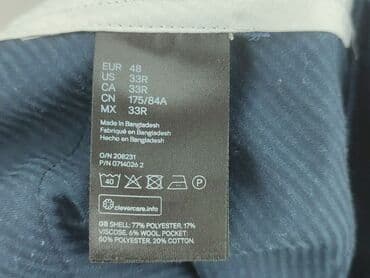 EUR 48
US 33R
CA 33R
CN 175/84A
MX 33R
Made in Bangladesh
Fabriqué en Bangladesh
Hecho en Bangladesh
O/N 208231
P/N 0714026 2
40
P
clevercare.info
GB SHELL: 77% POLYESTER, 17%
VISCOSE, 6% WOOL, POCKET:
80% POLYESTER, 20% COTTON.